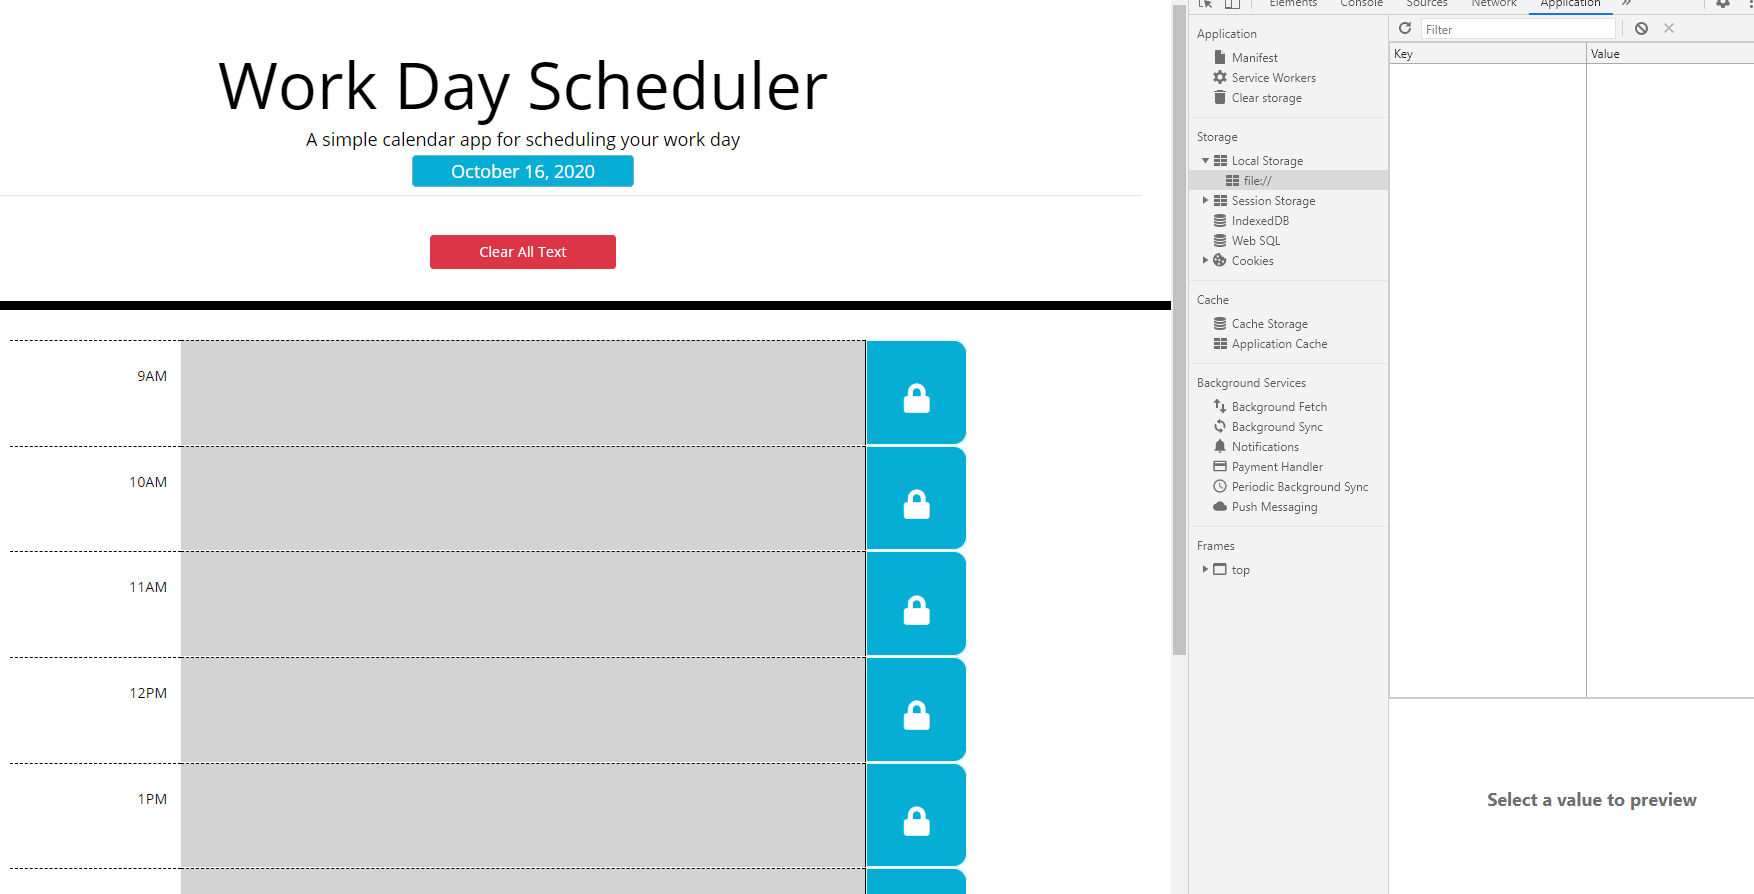 Work Day Scheduler
A simple calendar app for scheduling your work day
October 16, 2020
Clear All Text
9AM
10AM
11AM
12PM
1PM
Elements Console Sources Network Application »
Application
Manifest
Service Workers
Clear storage
Storage
Local Storage
file://
Session Storage
IndexedDB
Web SQL
Cookies
Cache
Cache Storage
Application Cache
Background Services
Background Fetch
Background Sync
Notifications
Payment Handler
Periodic Background Sync
Push Messaging
Frames
top
Filter
Key Value
Select a value to preview